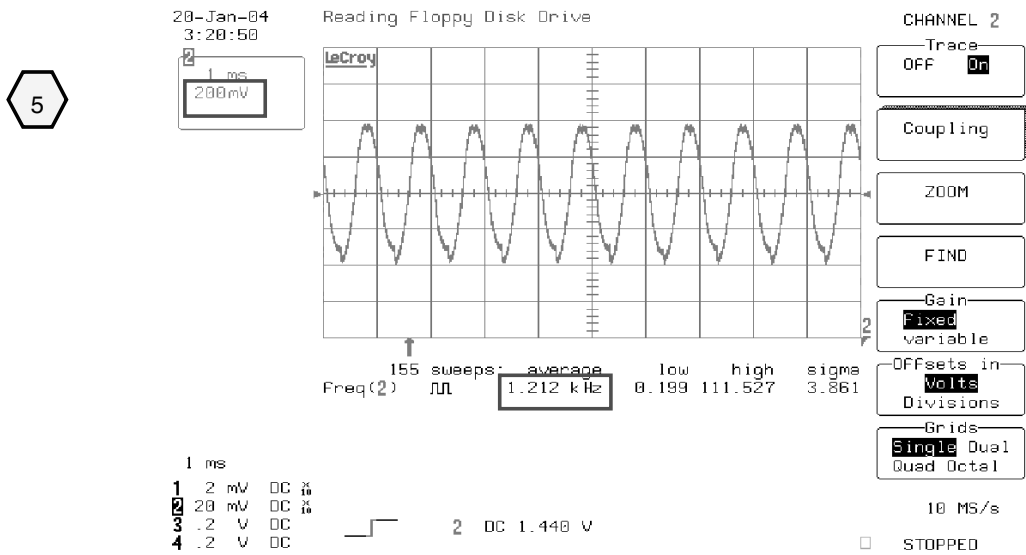 20-Jan-04
3:20:50
Reading Floppy Disk Drive
5
2
1 ms
200mV
LeCroy
CHANNEL 2
Trace
OFF On
Coupling
ZOOM
FIND
Gain
Fixed
variable
Offsets in
Volts
Divisions
Grids
Single Dual
Quad Octal
2
155 sweeps: average low high sigma
Freq(2) 1.212 kHz 0.199 111.527 3.861
1 ms
1 2 mV DC X10
2 20 mV DC X10
3 .2 V DC
4 .2 V DC
2 DC 1.440 V
10 MS/s
STOPPED